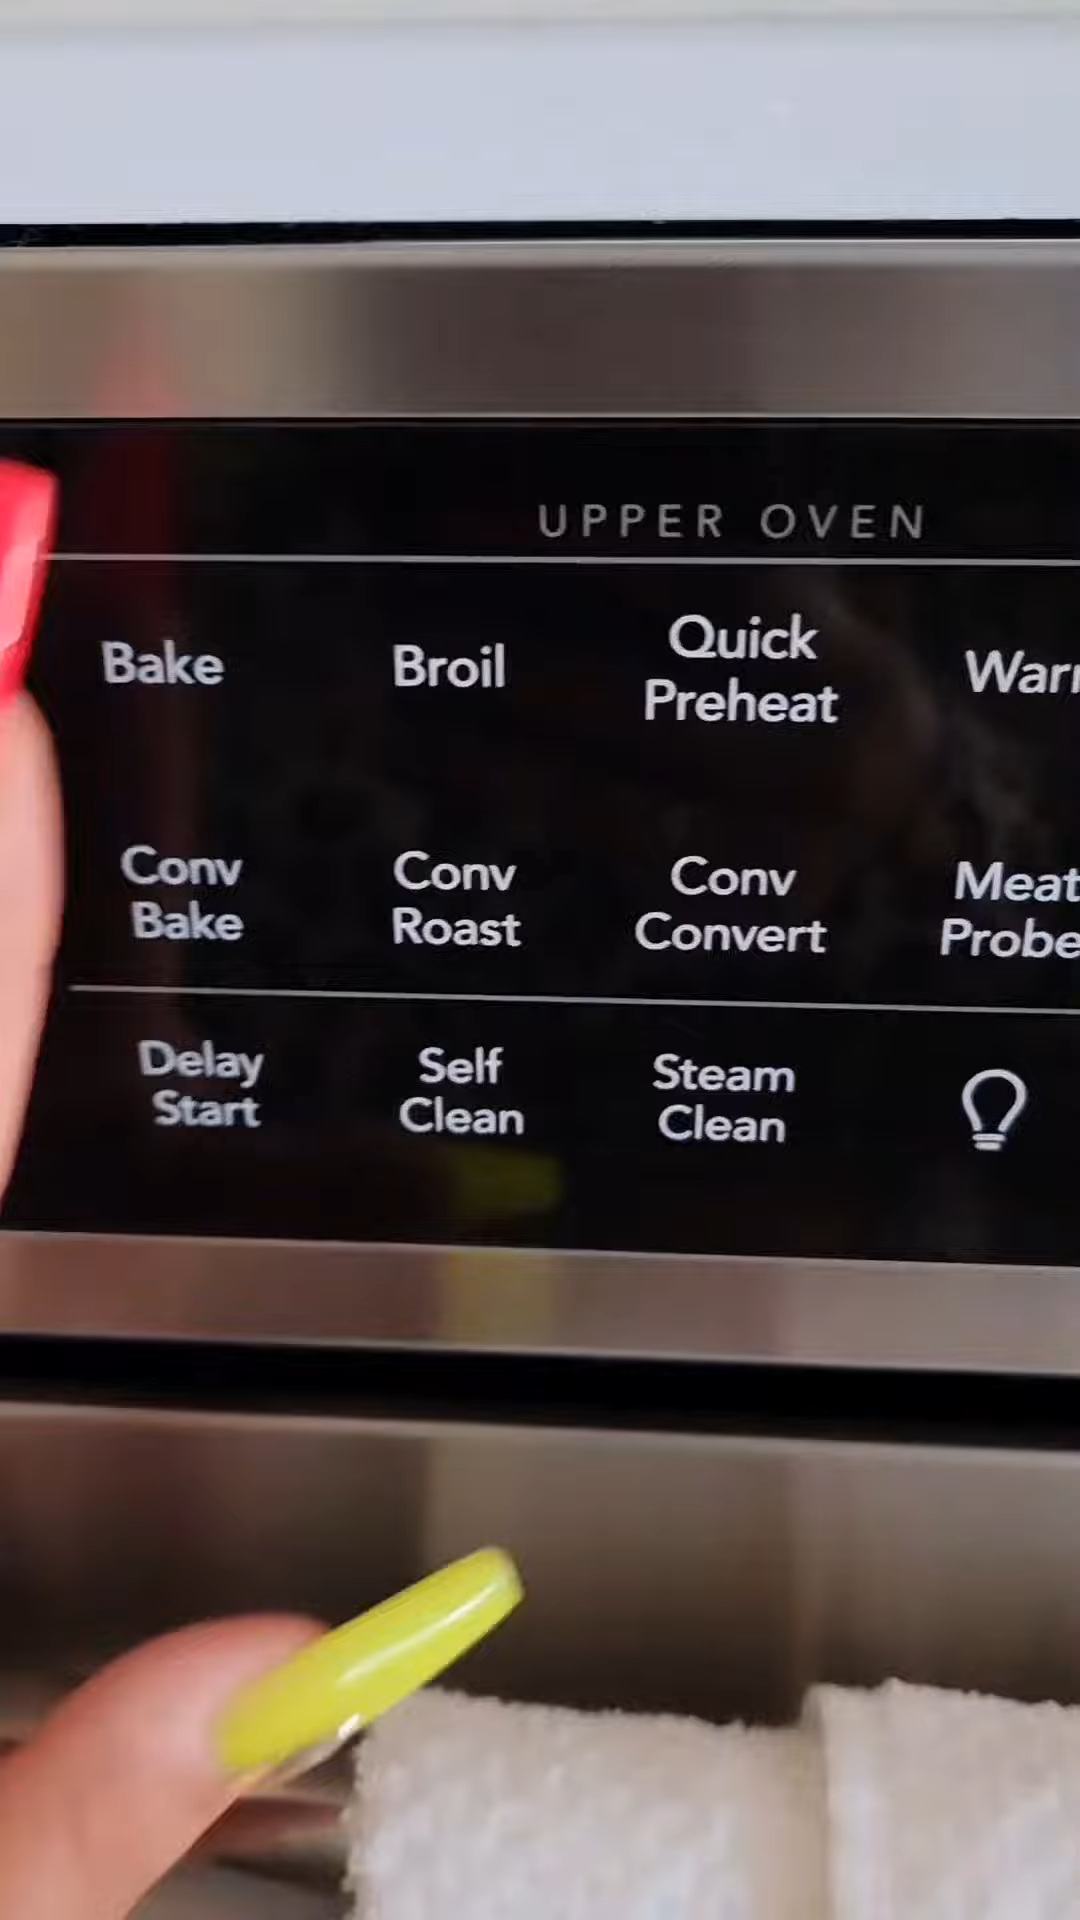 UPPER OVEN
Bake Broil Quick Preheat
Conv Bake Conv Roast Conv Convert Meat Probe
Delay Start Self Clean Steam Clean